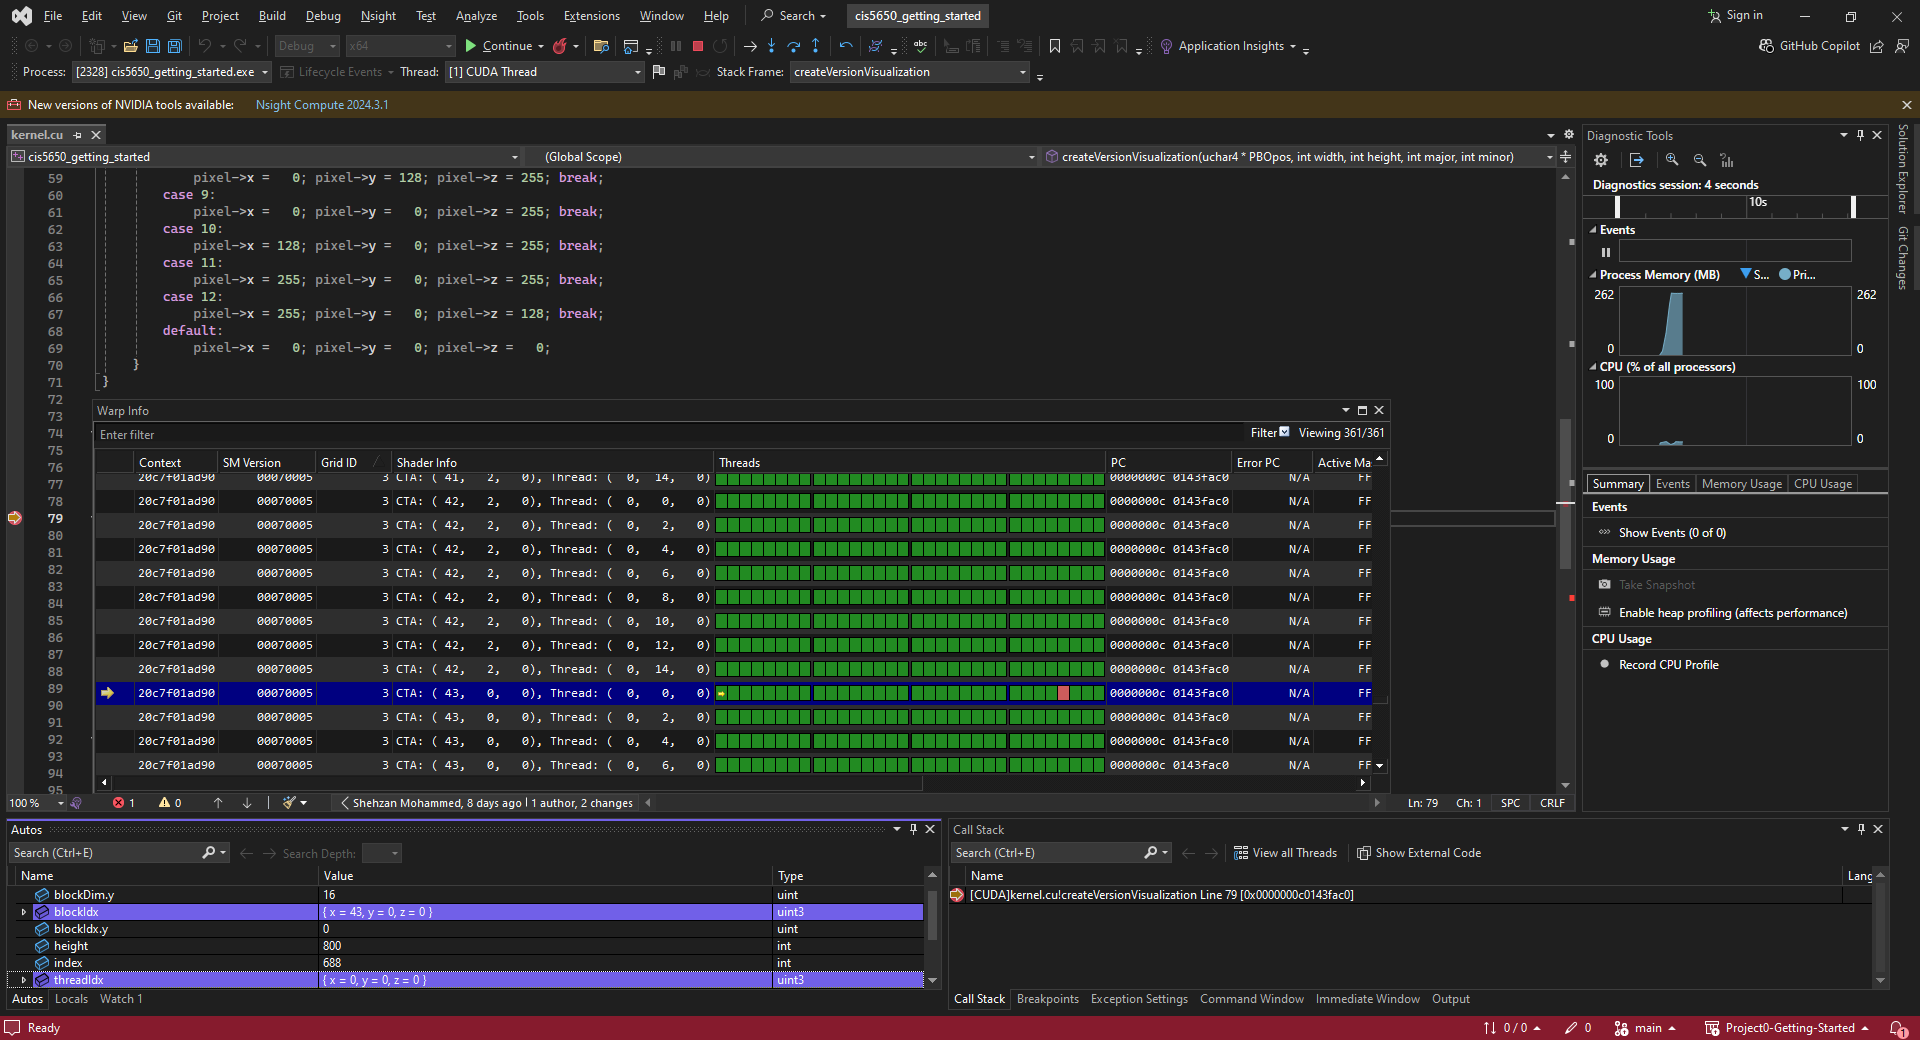 File Edit View Git Project Build Debug Nsight Test Analyze Tools Extensions Window Help Search cis5650_getting_started Sign in
Debug x64 Continue abc Application Insights GitHub Copilot
Process: [2328] cis5650_getting_started.exe Lifecycle Events Thread: [1] CUDA Thread Stack Frame: createVersionVisualization
New versions of NVIDIA tools available: Nsight Compute 2024.3.1
kernel.cu
cis5650_getting_started (Global Scope) createVersionVisualization(uchar4 * PBOpos, int width, int height, int major, int minor)
59 pixel->x =   0; pixel->y = 128; pixel->z = 255; break;
60 case 9:
61 pixel->x =   0; pixel->y =   0; pixel->z = 255; break;
62 case 10:
63 pixel->x = 128; pixel->y =   0; pixel->z = 255; break;
64 case 11:
65 pixel->x = 255; pixel->y =   0; pixel->z = 255; break;
66 case 12:
67 pixel->x = 255; pixel->y =   0; pixel->z = 128; break;
68 default:
69 pixel->x =   0; pixel->y =   0; pixel->z =   0;
70 }
71 }
72
73
74
75
76
77
78
79
80
81
82
83
84
85
86
87
88
89
90
91
92
93
94
95
Warp Info
Enter filter Filter Viewing 361/361
Context SM Version Grid ID Shader Info Threads PC Error PC Active Ma
20c7f01ad90 00070005 3 CTA: ( 41, 2, 0), Thread: ( 0, 14, 0) 0000000c 0143fac0 N/A FF
20c7f01ad90 00070005 3 CTA: ( 42, 2, 0), Thread: ( 0, 0, 0) 0000000c 0143fac0 N/A FF
20c7f01ad90 00070005 3 CTA: ( 42, 2, 0), Thread: ( 0, 2, 0) 0000000c 0143fac0 N/A FF
20c7f01ad90 00070005 3 CTA: ( 42, 2, 0), Thread: ( 0, 4, 0) 0000000c 0143fac0 N/A FF
20c7f01ad90 00070005 3 CTA: ( 42, 2, 0), Thread: ( 0, 6, 0) 0000000c 0143fac0 N/A FF
20c7f01ad90 00070005 3 CTA: ( 42, 2, 0), Thread: ( 0, 8, 0) 0000000c 0143fac0 N/A FF
20c7f01ad90 00070005 3 CTA: ( 42, 2, 0), Thread: ( 0, 10, 0) 0000000c 0143fac0 N/A FF
20c7f01ad90 00070005 3 CTA: ( 42, 2, 0), Thread: ( 0, 12, 0) 0000000c 0143fac0 N/A FF
20c7f01ad90 00070005 3 CTA: ( 42, 2, 0), Thread: ( 0, 14, 0) 0000000c 0143fac0 N/A FF
20c7f01ad90 00070005 3 CTA: ( 43, 0, 0), Thread: ( 0, 0, 0) 0000000c 0143fac0 N/A FF
20c7f01ad90 00070005 3 CTA: ( 43, 0, 0), Thread: ( 0, 2, 0) 0000000c 0143fac0 N/A FF
20c7f01ad90 00070005 3 CTA: ( 43, 0, 0), Thread: ( 0, 4, 0) 0000000c 0143fac0 N/A FF
20c7f01ad90 00070005 3 CTA: ( 43, 0, 0), Thread: ( 0, 6, 0) 0000000c 0143fac0 N/A FF
100 % 1 0 Shehzan Mohammed, 8 days ago | 1 author, 2 changes Ln: 79 Ch: 1 SPC CRLF
Autos
Search (Ctrl+E) Search Depth:
Name Value Type
blockDim.y 16 uint
blockIdx { x = 43, y = 0, z = 0 } uint3
blockIdx.y 0 uint
height 800 int
index 688 int
threadIdx { x = 0, y = 0, z = 0 } uint3
Autos Locals Watch 1
Call Stack
Search (Ctrl+E) View all Threads Show External Code
Name Lang
[CUDA]kernel.cu!createVersionVisualization Line 79 [0x0000000c0143fac0]
Call Stack Breakpoints Exception Settings Command Window Immediate Window Output
Diagnostic Tools
Diagnostics session: 4 seconds
10s
Events
Process Memory (MB) S... Pri...
262 262
0 0
CPU (% of all processors)
100 100
0 0
Summary Events Memory Usage CPU Usage
Events
Show Events (0 of 0)
Memory Usage
Take Snapshot
Enable heap profiling (affects performance)
CPU Usage
Record CPU Profile
Solution Explorer
Git Changes
Ready 0 / 0 0 main Project0-Getting-Started 1